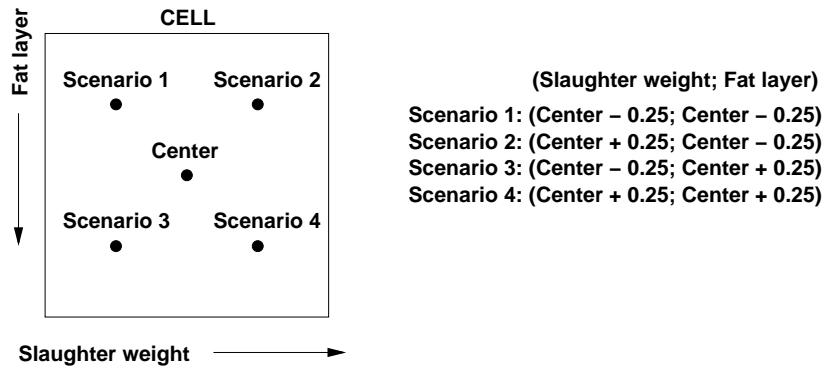 CELL
Fat layer
Scenario 1
Scenario 2
Center
Scenario 3
Scenario 4
Slaughter weight
(Slaughter weight; Fat layer)
Scenario 1: (Center − 0.25; Center − 0.25)
Scenario 2: (Center + 0.25; Center − 0.25)
Scenario 3: (Center − 0.25; Center + 0.25)
Scenario 4: (Center + 0.25; Center + 0.25)